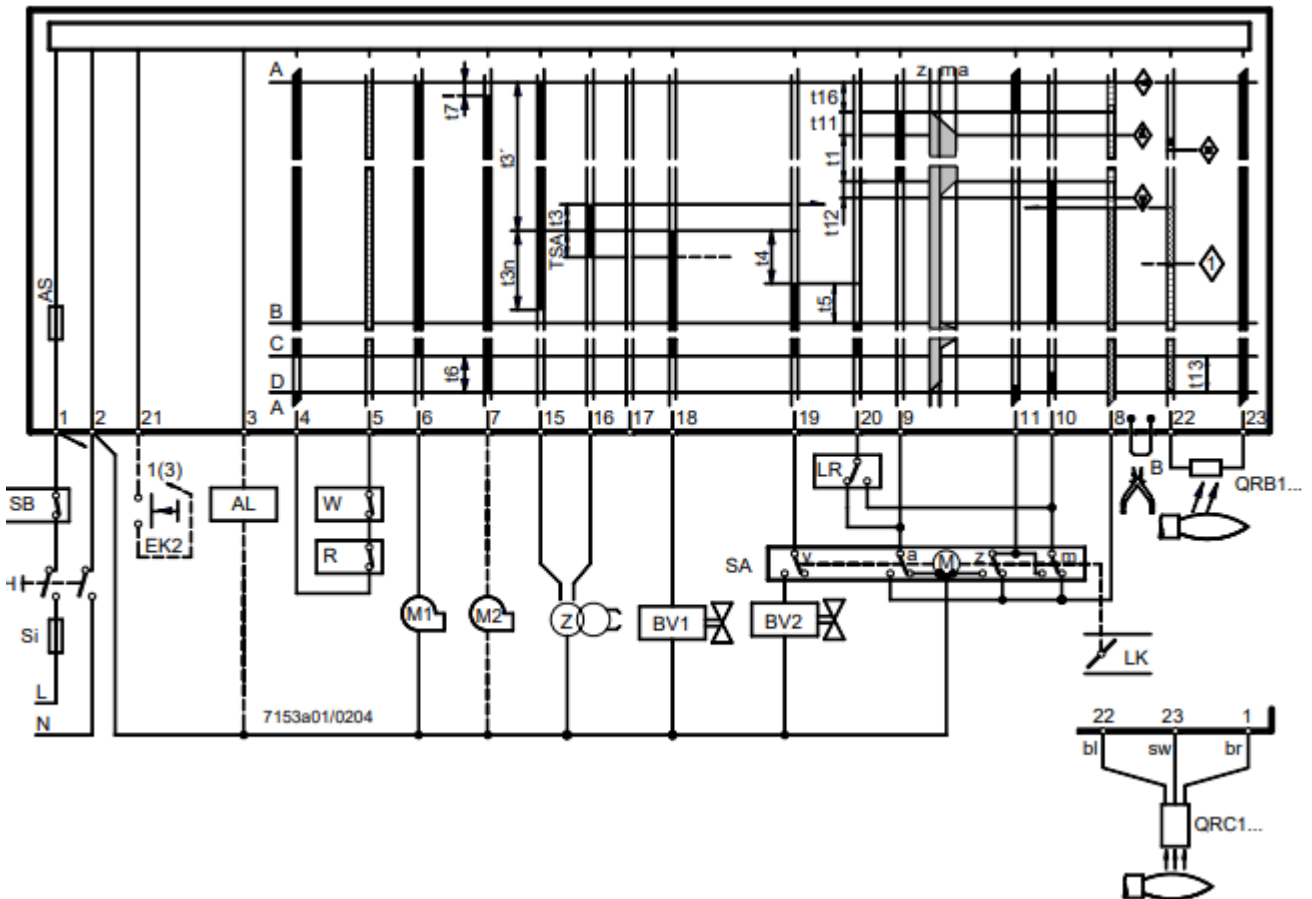 A
z m a
t7
t16
t11
t3´
t1
t3
t12
TSA
t3n
t4
t5
AS
B
C
t6
t13
D
A
1 2 21 3 4 5 6 7 15 16 17 18 19 20 9 11 10 8 22 23
1
1(3)
SB
AL
W
EK2
R
LR
B
QRB1...
SA
v a M z m
M1
M2
Z
BV1
BV2
Si
LK
L
N
7153a01/0204
22 23 1
bl sw br
QRC1...